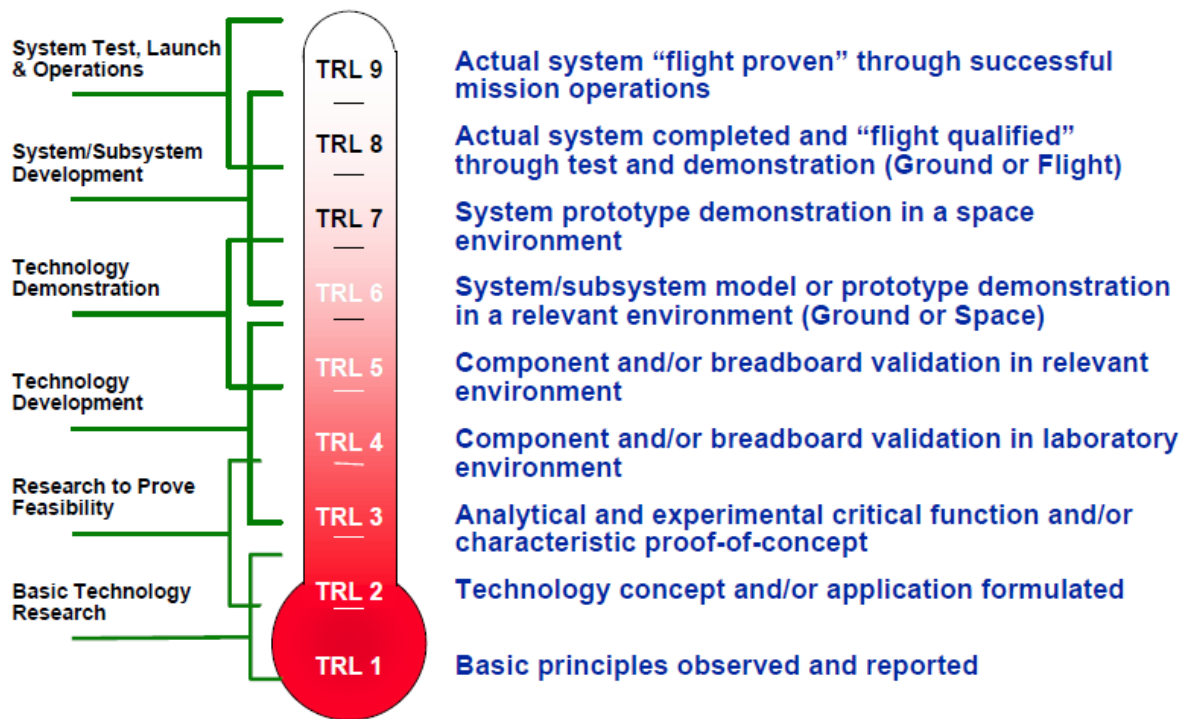 System Test, Launch
& Operations
System/Subsystem
Development
Technology
Demonstration
Technology
Development
Research to Prove
Feasibility
Basic Technology
Research
TRL 9
TRL 8
TRL 7
TRL 6
TRL 5
TRL 4
TRL 3
TRL 2
TRL 1
Actual system “flight proven” through successful
mission operations
Actual system completed and “flight qualified”
through test and demonstration (Ground or Flight)
System prototype demonstration in a space
environment
System/subsystem model or prototype demonstration
in a relevant environment (Ground or Space)
Component and/or breadboard validation in relevant
environment
Component and/or breadboard validation in laboratory
environment
Analytical and experimental critical function and/or
characteristic proof-of-concept
Technology concept and/or application formulated
Basic principles observed and reported